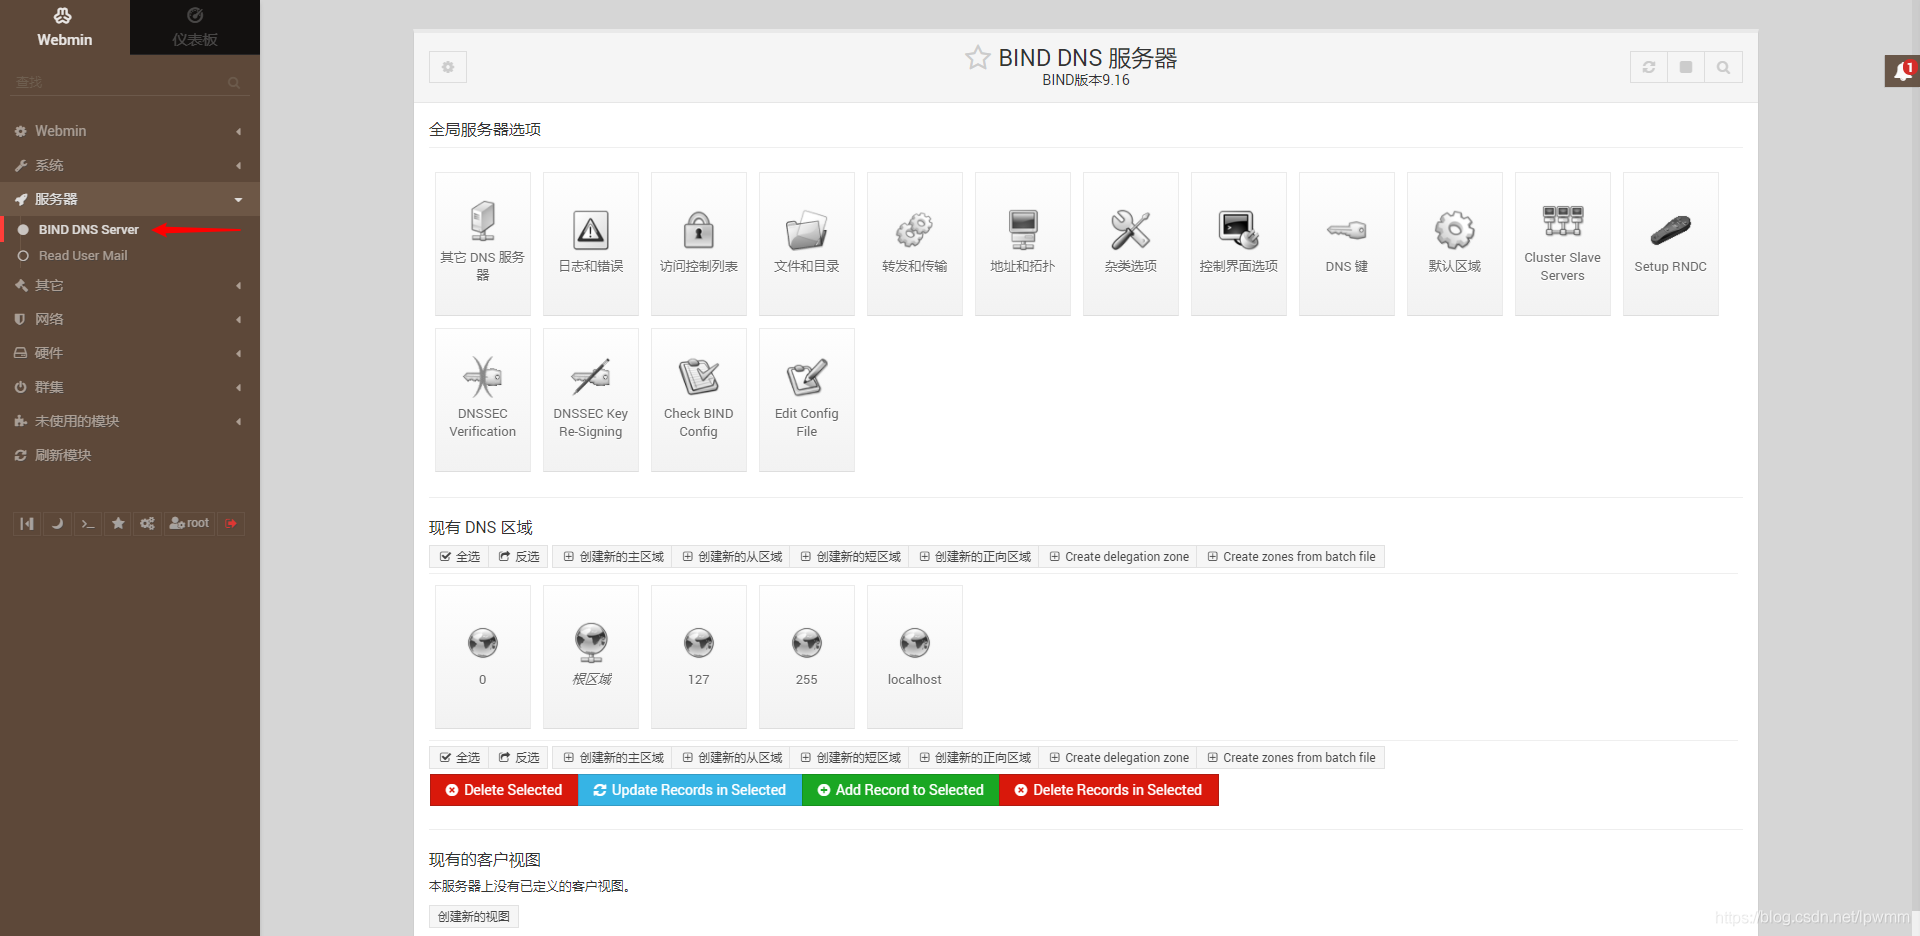 Webmin
仪表板
查找
Webmin
系统
服务器
BIND DNS Server
Read User Mail
其它
网络
硬件
群集
未使用的模块
刷新模块
root
BIND DNS 服务器
BIND版本9.16
1
全局服务器选项
其它 DNS 服务
器
日志和错误
访问控制列表
文件和目录
转发和传输
地址和拓扑
杂类选项
控制界面选项
DNS 键
默认区域
Cluster Slave
Servers
Setup RNDC
DNSSEC
Verification
DNSSEC Key
Re-Signing
Check BIND
Config
Edit Config
File
现有 DNS 区域
全选 反选 创建新的主区域 创建新的从区域 创建新的短区域 创建新的正向区域 Create delegation zone Create zones from batch file
0
根区域
127
255
localhost
全选 反选 创建新的主区域 创建新的从区域 创建新的短区域 创建新的正向区域 Create delegation zone Create zones from batch file
Delete Selected Update Records in Selected Add Record to Selected Delete Records in Selected
现有的客户视图
本服务器上没有已定义的客户视图。
创建新的视图
https://blog.csdn.net/lpwmm